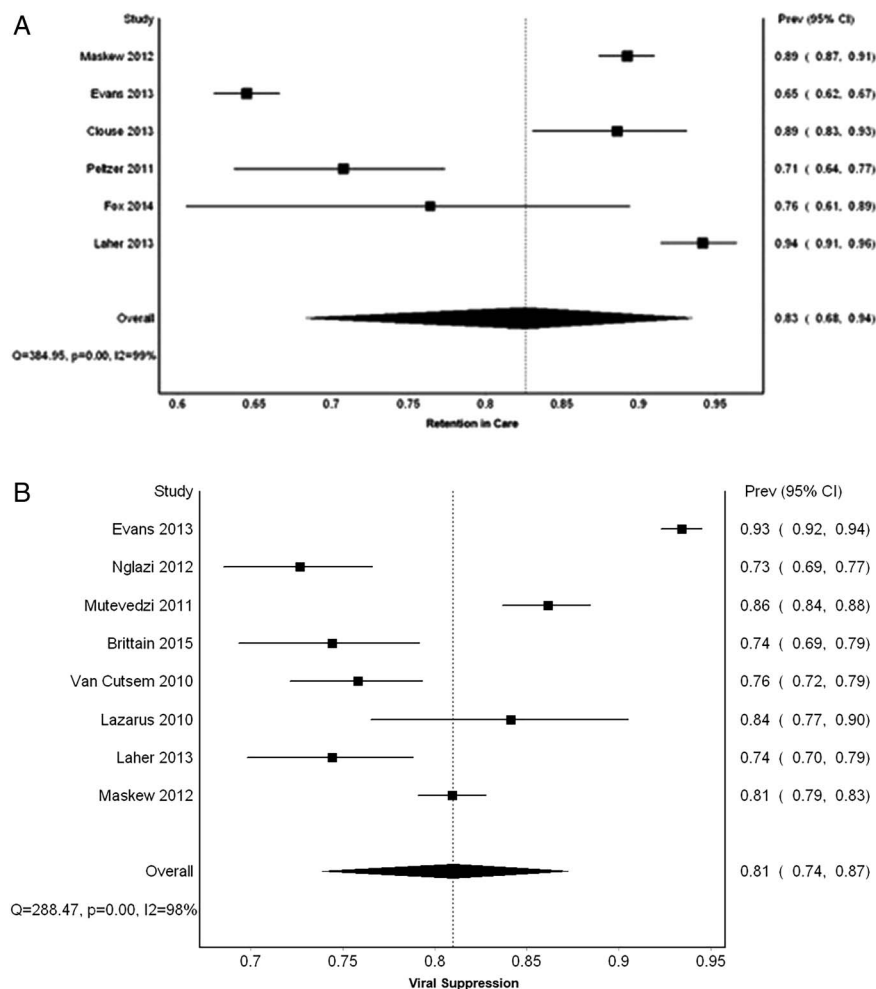 A
Study Prev (95% CI)
Maskew 2012 0.89 ( 0.87, 0.91)
Evans 2013 0.65 ( 0.62, 0.67)
Clouse 2013 0.89 ( 0.83, 0.93)
Peltzer 2011 0.71 ( 0.64, 0.77)
Fox 2014 0.76 ( 0.61, 0.89)
Laher 2013 0.94 ( 0.91, 0.96)
Overall 0.83 ( 0.68, 0.94)
Q=384.95, p=0.00, I2=99%
0.6 0.65 0.7 0.75 0.8 0.85 0.9 0.95
Retention in Care
B
Study Prev (95% CI)
Evans 2013 0.93 ( 0.92, 0.94)
Nglazi 2012 0.73 ( 0.69, 0.77)
Mutevedzi 2011 0.86 ( 0.84, 0.88)
Brittain 2015 0.74 ( 0.69, 0.79)
Van Cutsem 2010 0.76 ( 0.72, 0.79)
Lazarus 2010 0.84 ( 0.77, 0.90)
Laher 2013 0.74 ( 0.70, 0.79)
Maskew 2012 0.81 ( 0.79, 0.83)
Overall 0.81 ( 0.74, 0.87)
Q=288.47, p=0.00, I2=98%
0.7 0.75 0.8 0.85 0.9 0.95
Viral Suppression